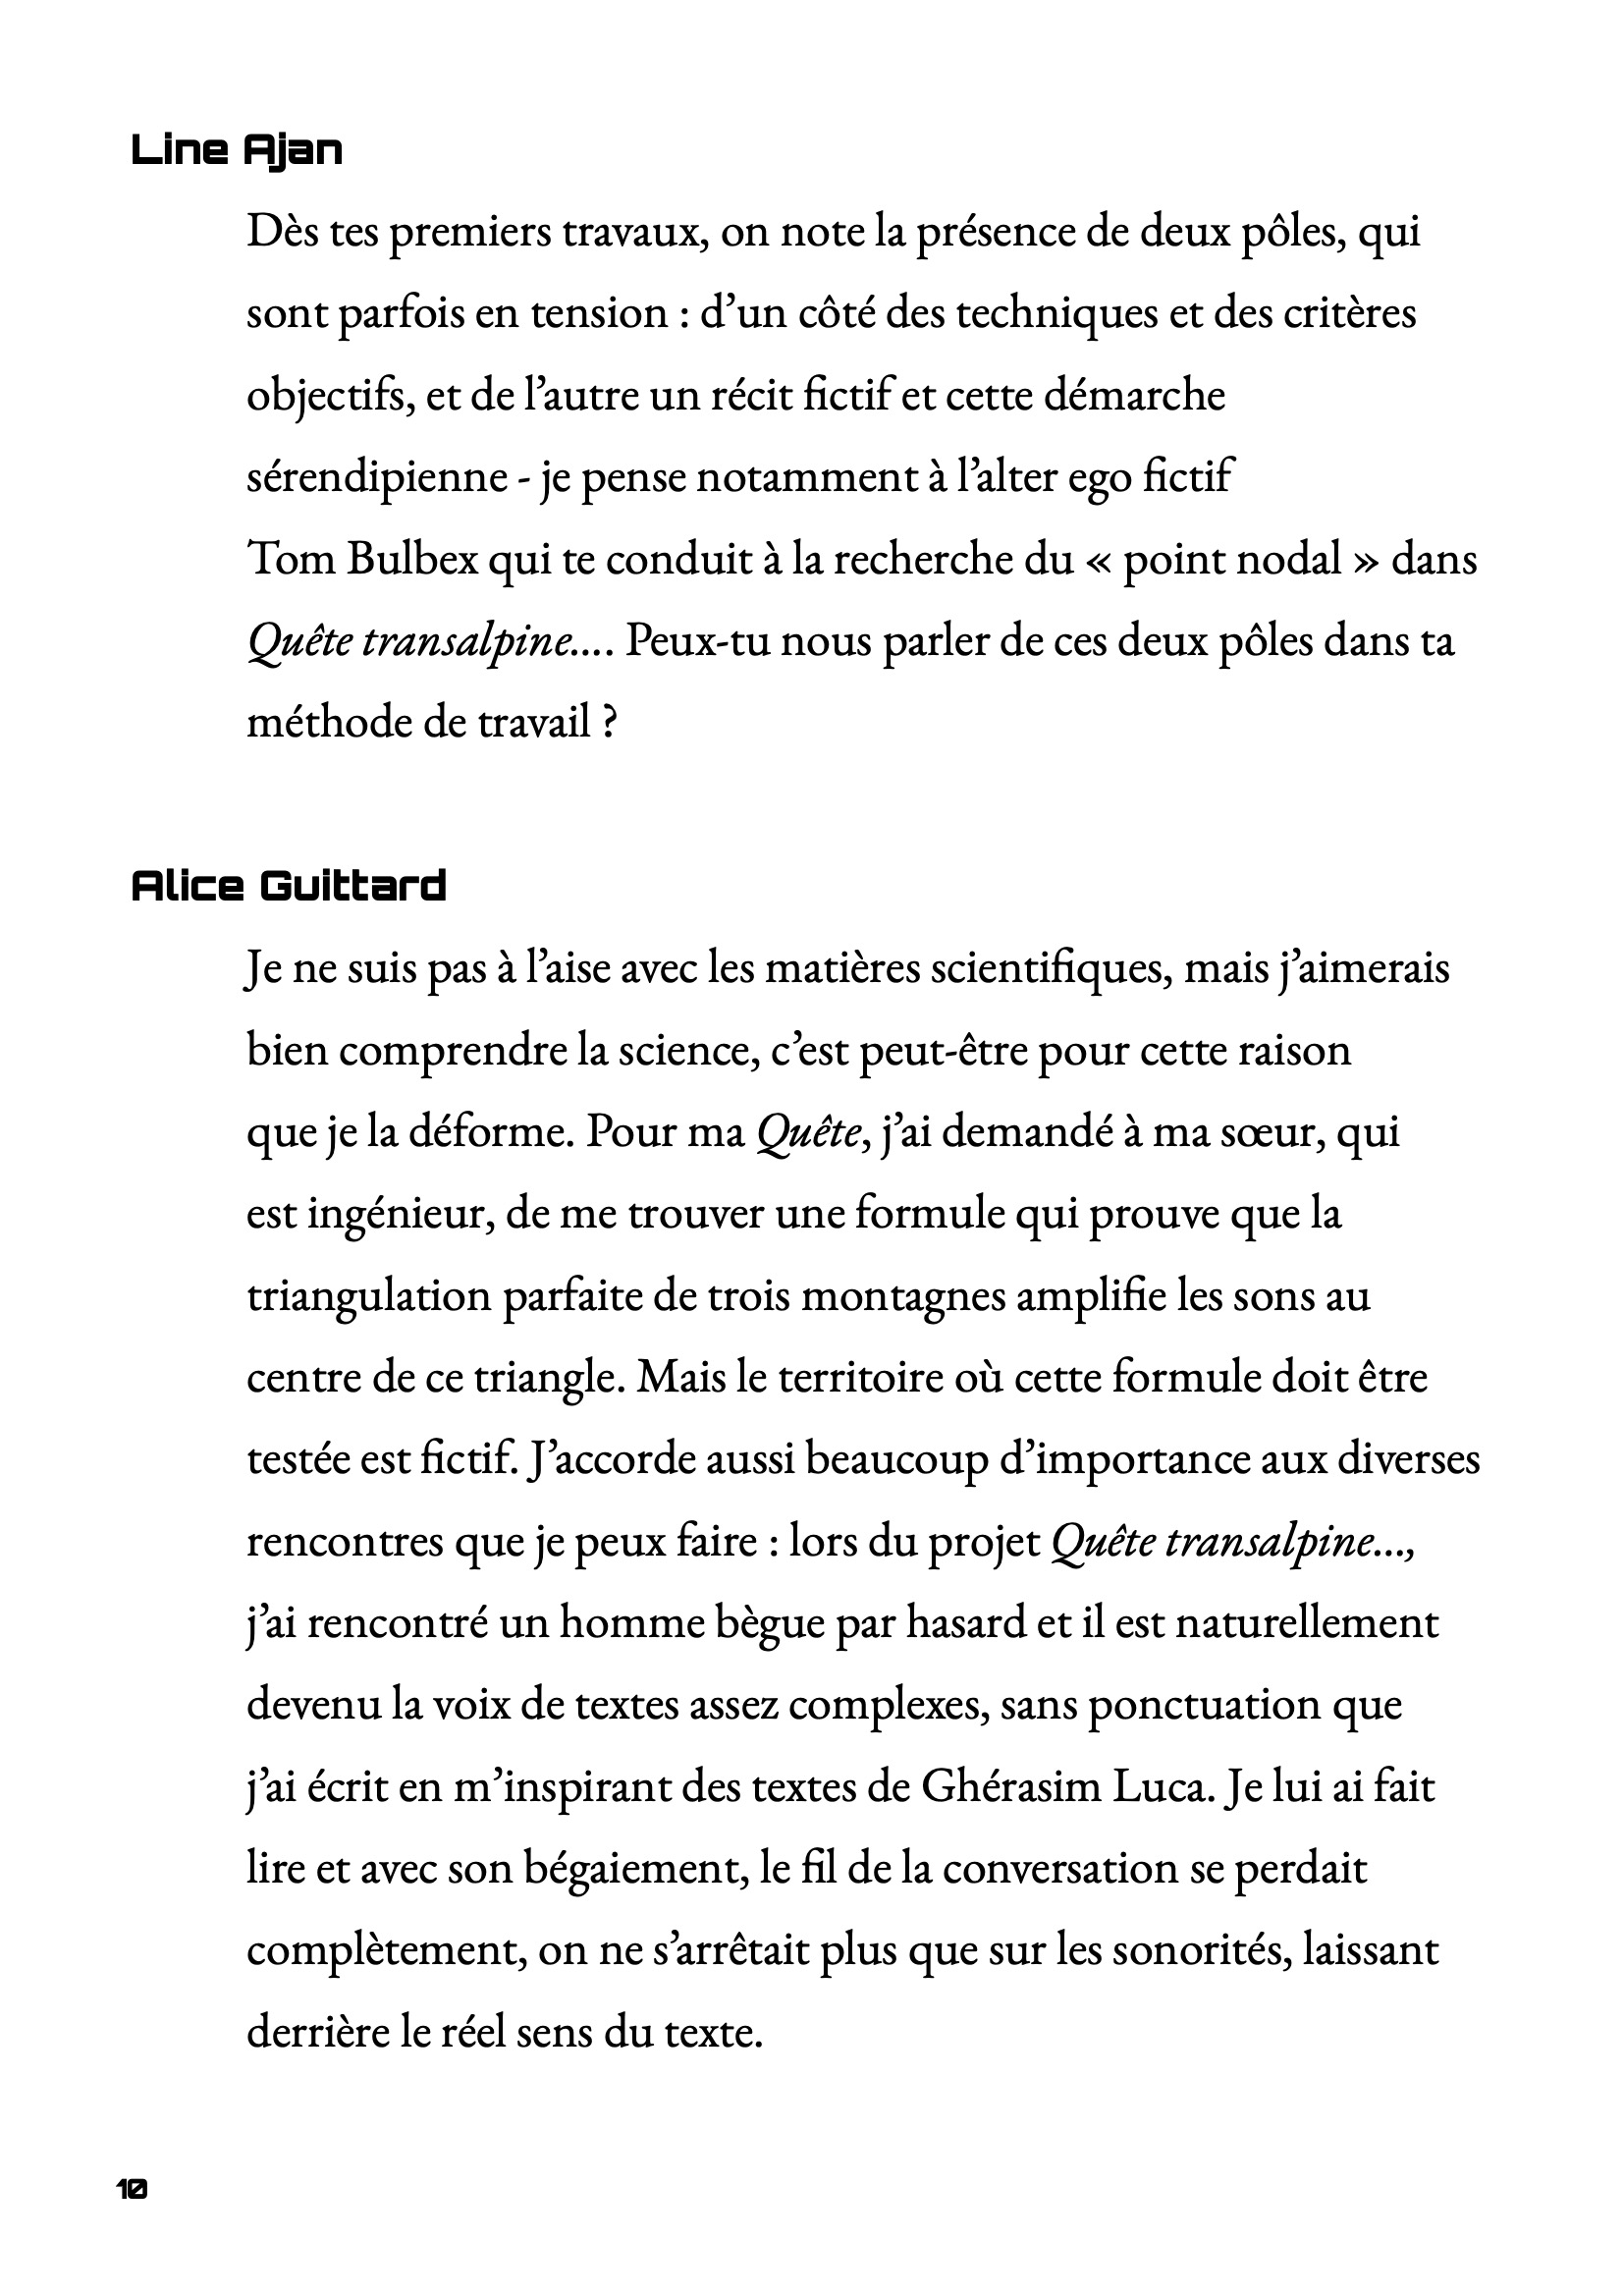 Line Ajan
Dès tes premiers travaux, on note la présence de deux pôles, qui
sont parfois en tension : d’un côté des techniques et des critères
objectifs, et de l’autre un récit fictif et cette démarche
sérendipienne - je pense notamment à l’alter ego fictif
Tom Bulbex qui te conduit à la recherche du « point nodal » dans
Quête transalpine.... Peux-tu nous parler de ces deux pôles dans ta
méthode de travail ?
Alice Guittard
Je ne suis pas à l’aise avec les matières scientifiques, mais j’aimerais
bien comprendre la science, c’est peut-être pour cette raison
que je la déforme. Pour ma Quête, j’ai demandé à ma sœur, qui
est ingénieur, de me trouver une formule qui prouve que la
triangulation parfaite de trois montagnes amplifie les sons au
centre de ce triangle. Mais le territoire où cette formule doit être
testée est fictif. J’accorde aussi beaucoup d’importance aux diverses
rencontres que je peux faire : lors du projet Quête transalpine...,
j’ai rencontré un homme bègue par hasard et il est naturellement
devenu la voix de textes assez complexes, sans ponctuation que
j’ai écrit en m’inspirant des textes de Ghérasim Luca. Je lui ai fait
lire et avec son bégaiement, le fil de la conversation se perdait
complètement, on ne s’arrêtait plus que sur les sonorités, laissant
derrière le réel sens du texte.
10